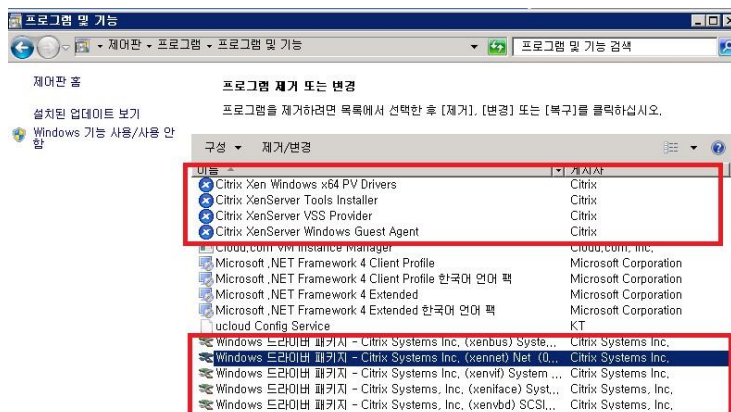 프로그램 및 기능
제어판 프로그램 프로그램 및 기능
프로그램 및 기능 검색
제어판 홈
프로그램 제거 또는 변경
설치된 업데이트 보기
프로그램을 제거하려면 목록에서 선택한 후 [제거], [변경] 또는 [복구]를 클릭하십시오.
Windows 기능 사용/사용 안
함
구성 제거/변경
이름 게시자
Citrix Xen Windows x64 PV Drivers Citrix
Citrix XenServer Tools Installer Citrix
Citrix XenServer VSS Provider Citrix
Citrix XenServer Windows Guest Agent Citrix
Cloud.com VM Instance Manager Cloud.com, Inc.
Microsoft .NET Framework 4 Client Profile Microsoft Corporation
Microsoft .NET Framework 4 Client Profile 한국어 언어 팩 Microsoft Corporation
Microsoft .NET Framework 4 Extended Microsoft Corporation
Microsoft .NET Framework 4 Extended 한국어 언어 팩 Microsoft Corporation
ucloud Config Service KT
Windows 드라이버 패키지 - Citrix Systems Inc. (xenbus) Syste... Citrix Systems Inc.
Windows 드라이버 패키지 - Citrix Systems Inc. (xennet) Net (0... Citrix Systems Inc.
Windows 드라이버 패키지 - Citrix Systems Inc. (xenvif) System ... Citrix Systems Inc.
Windows 드라이버 패키지 - Citrix Systems, Inc. (xeniface) Syst... Citrix Systems, Inc.
Windows 드라이버 패키지 - Citrix Systems, Inc. (xenvbd) SCSI... Citrix Systems, Inc.